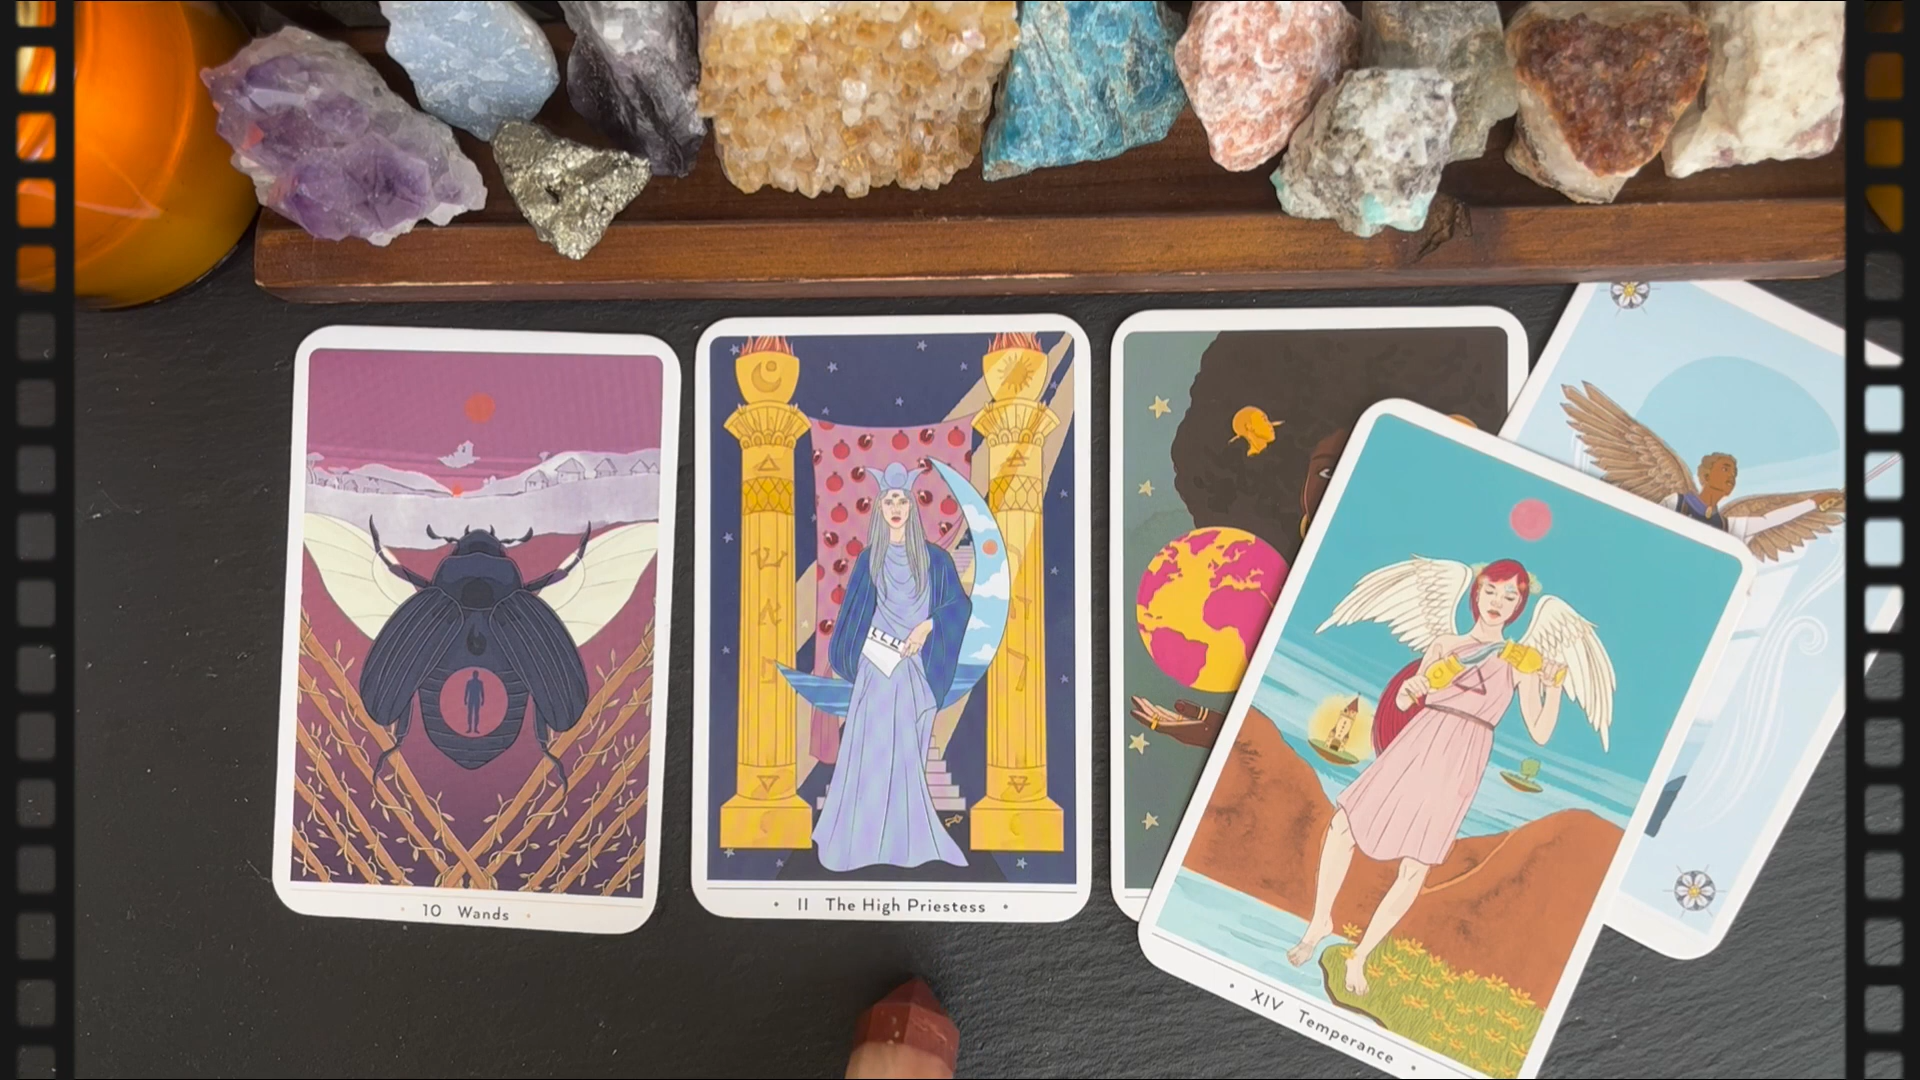 • 10 Wands •
• II The High Priestess •
• XIV Temperance •